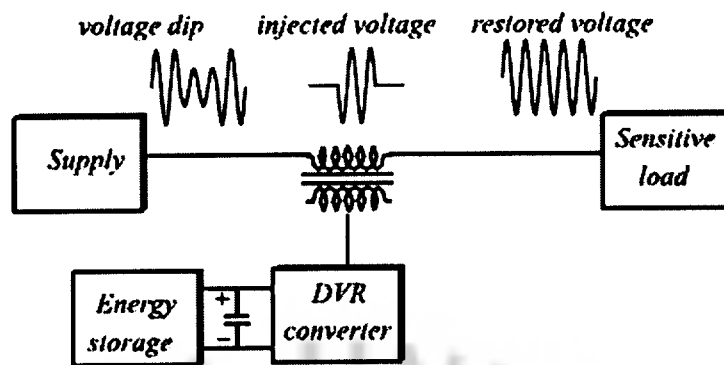 voltage dip injected voltage restored voltage
Supply
Sensitive
load
Energy
storage
+
−
DVR
converter